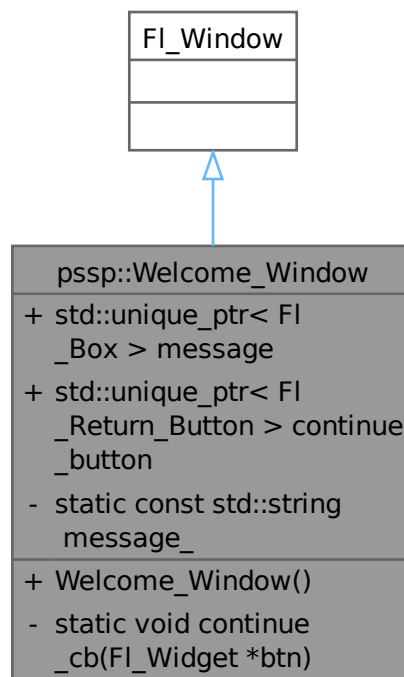 Fl_Window
pssp::Welcome_Window
+ std::unique_ptr< Fl
_Box > message
+ std::unique_ptr< Fl
_Return_Button > continue
_button
- static const std::string
message_
+ Welcome_Window()
- static void continue
_cb(Fl_Widget *btn)